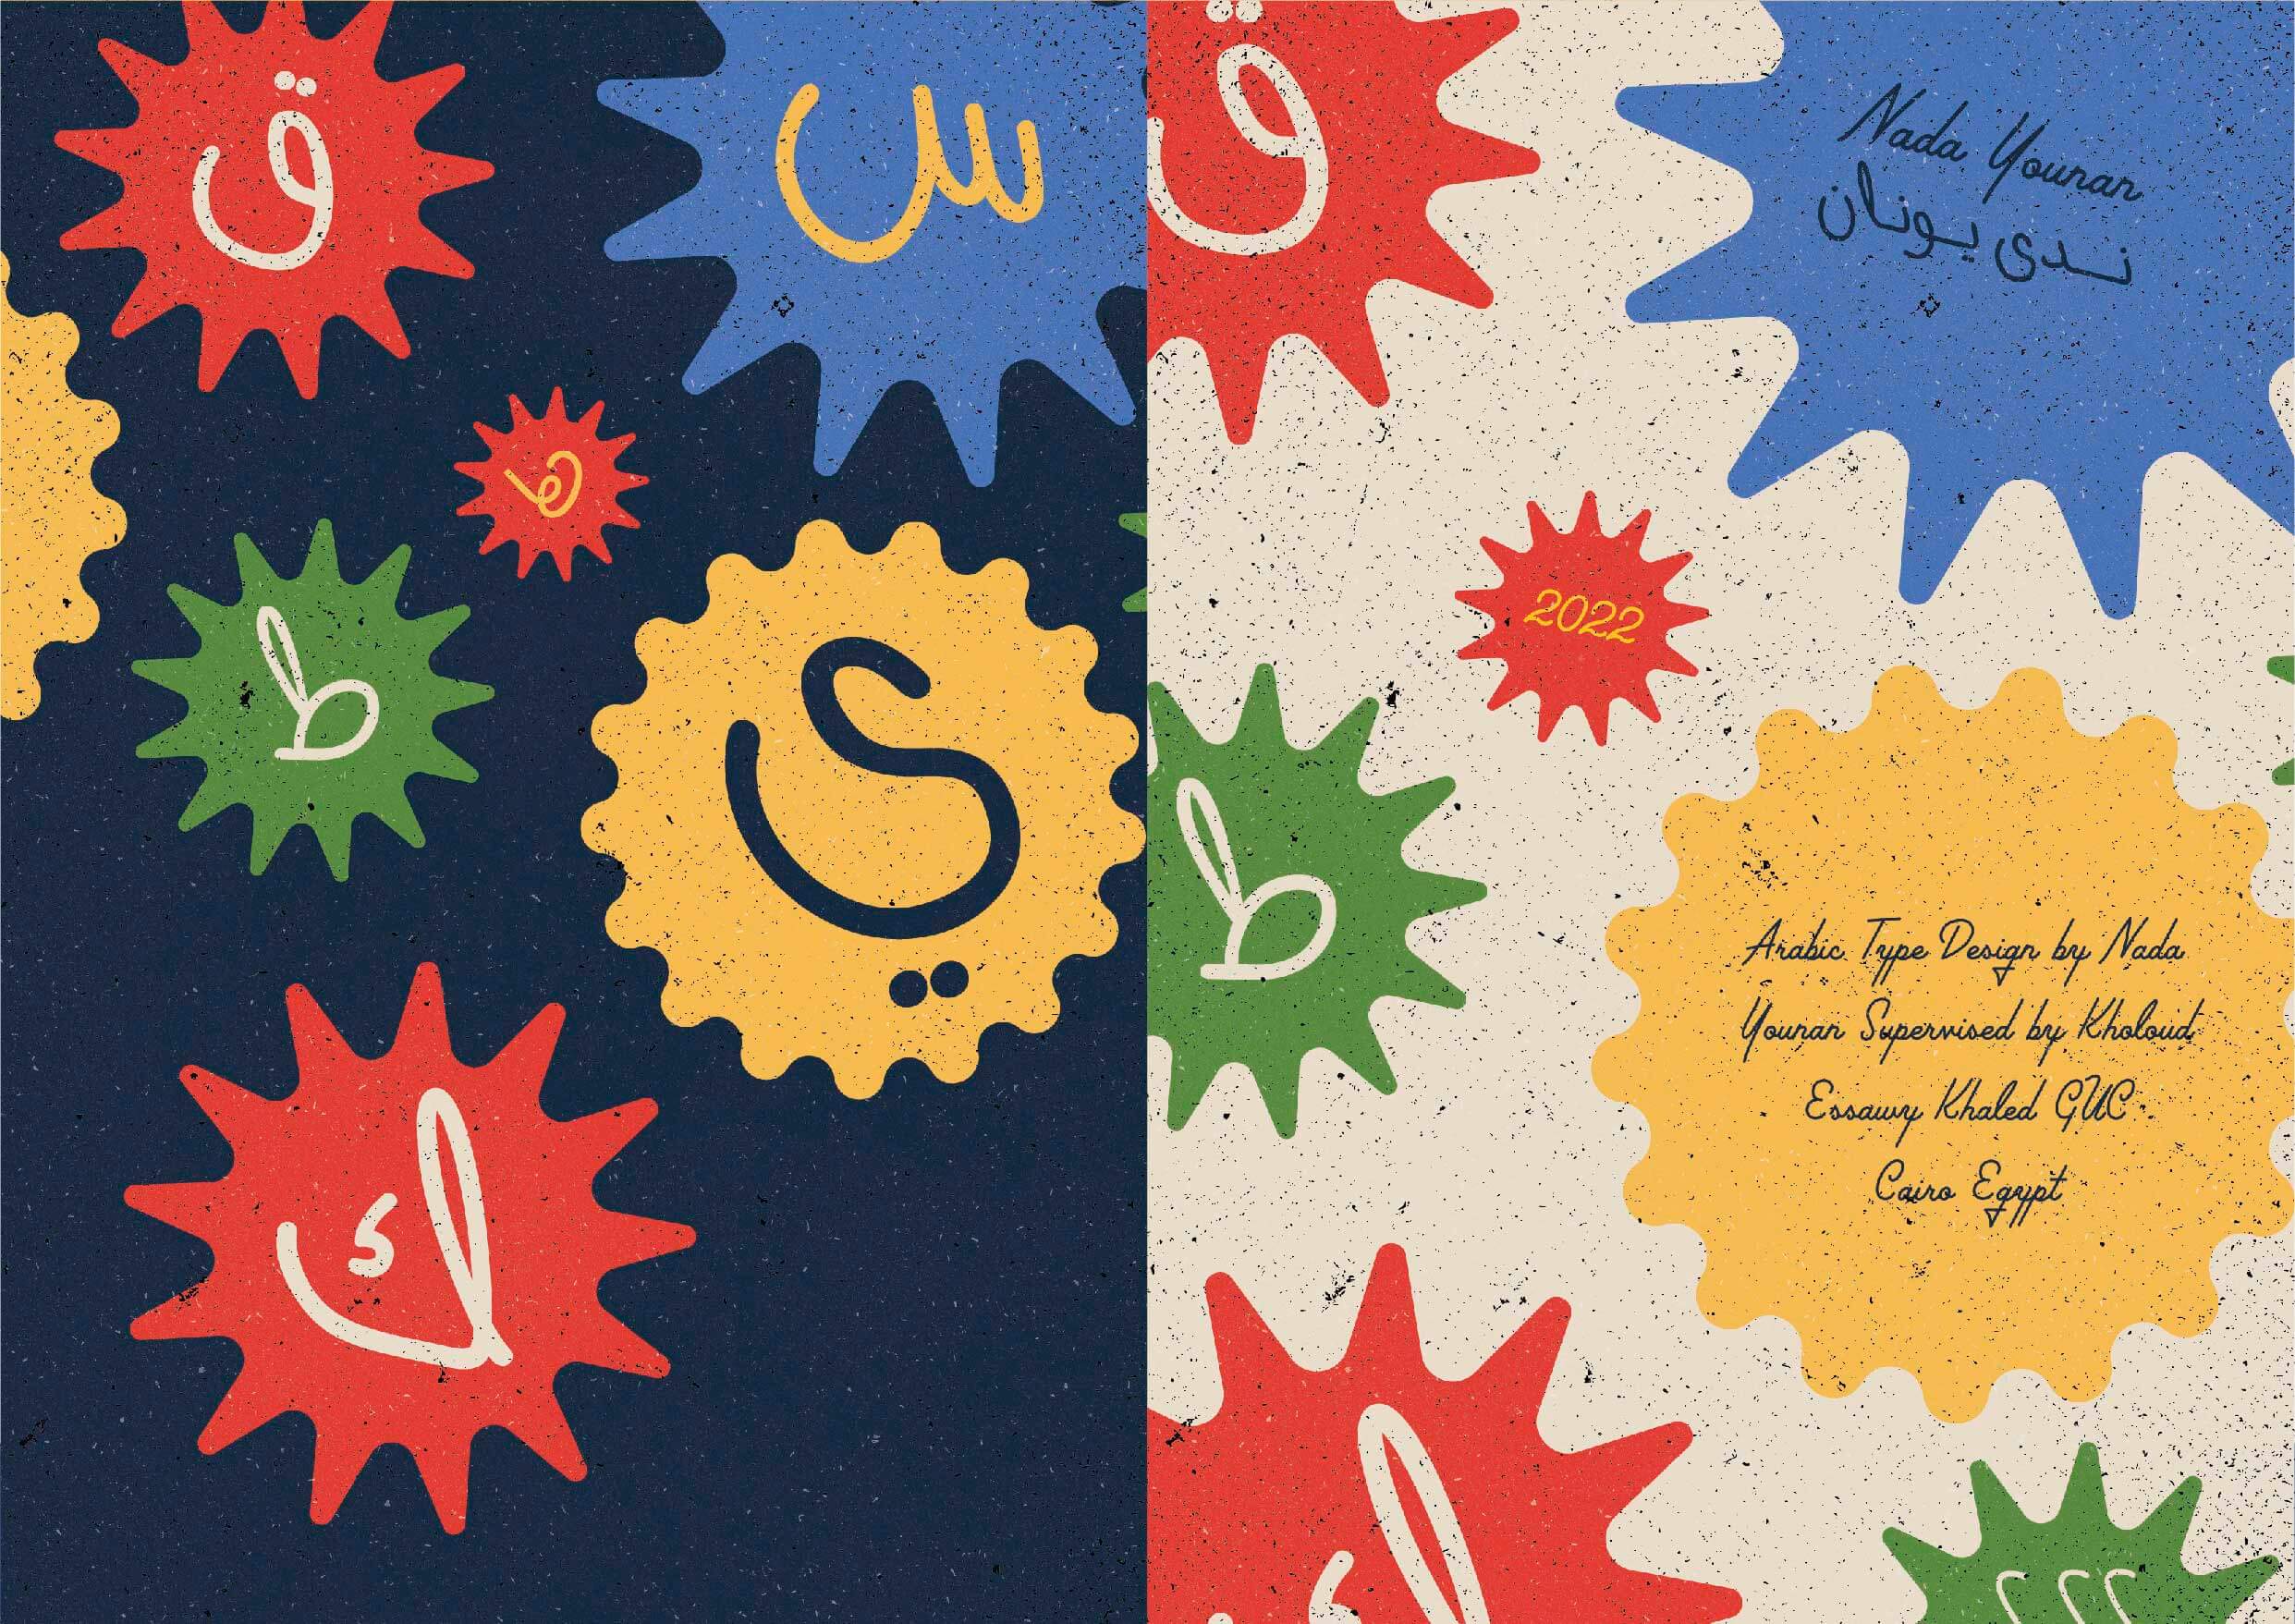 ق
س
ط
ي
ك
ق
Nada Younan
ندى يونان
2022
ط
Arabic Type Design by Nada
Younan Supervised by Kholoud
Essawy Khaled GUC
Cairo Egypt